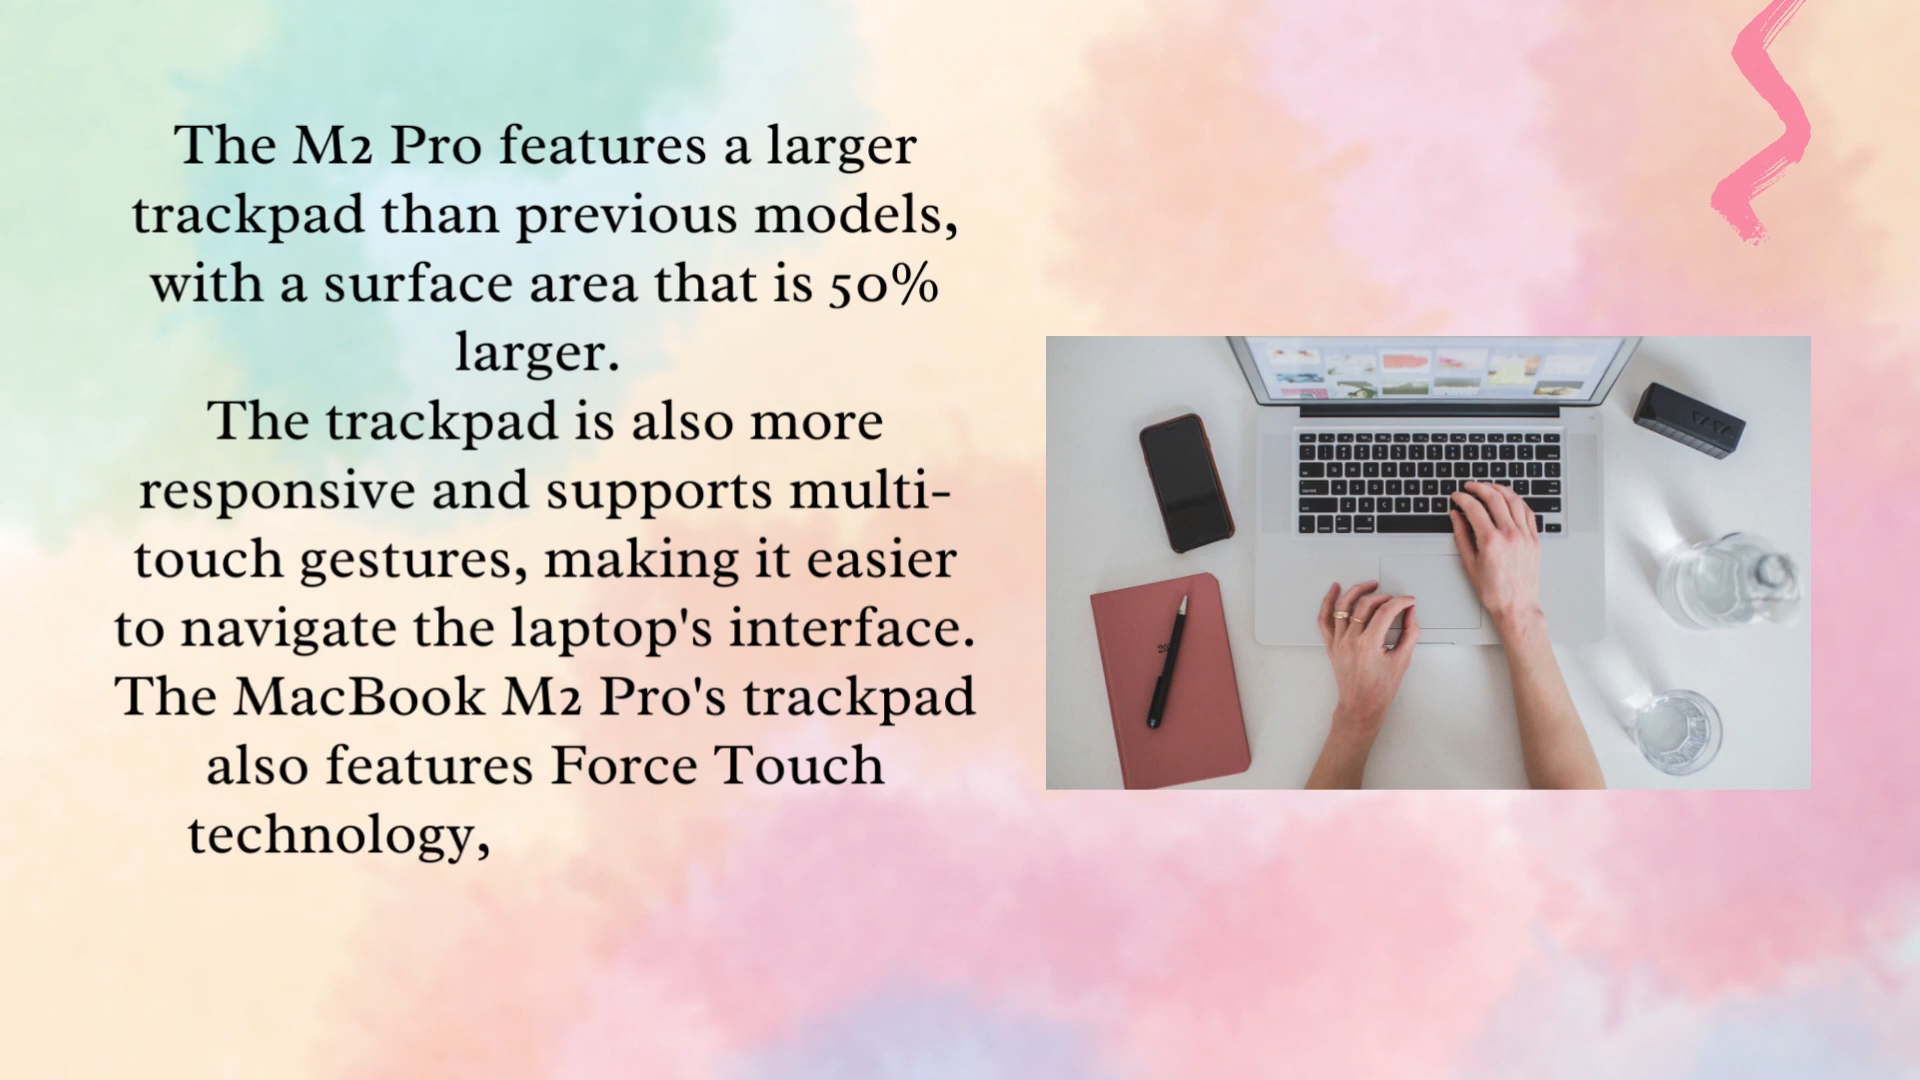 The M2 Pro features a larger
trackpad than previous models,
with a surface area that is 50%
larger.
The trackpad is also more
responsive and supports multi-
touch gestures, making it easier
to navigate the laptop's interface.
The MacBook M2 Pro's trackpad
also features Force Touch
technology,